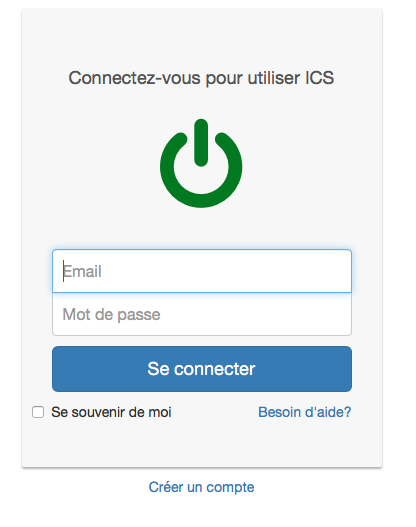 Connectez-vous pour utiliser ICS
Email
Mot de passe
Se connecter
Se souvenir de moi Besoin d'aide?
Créer un compte